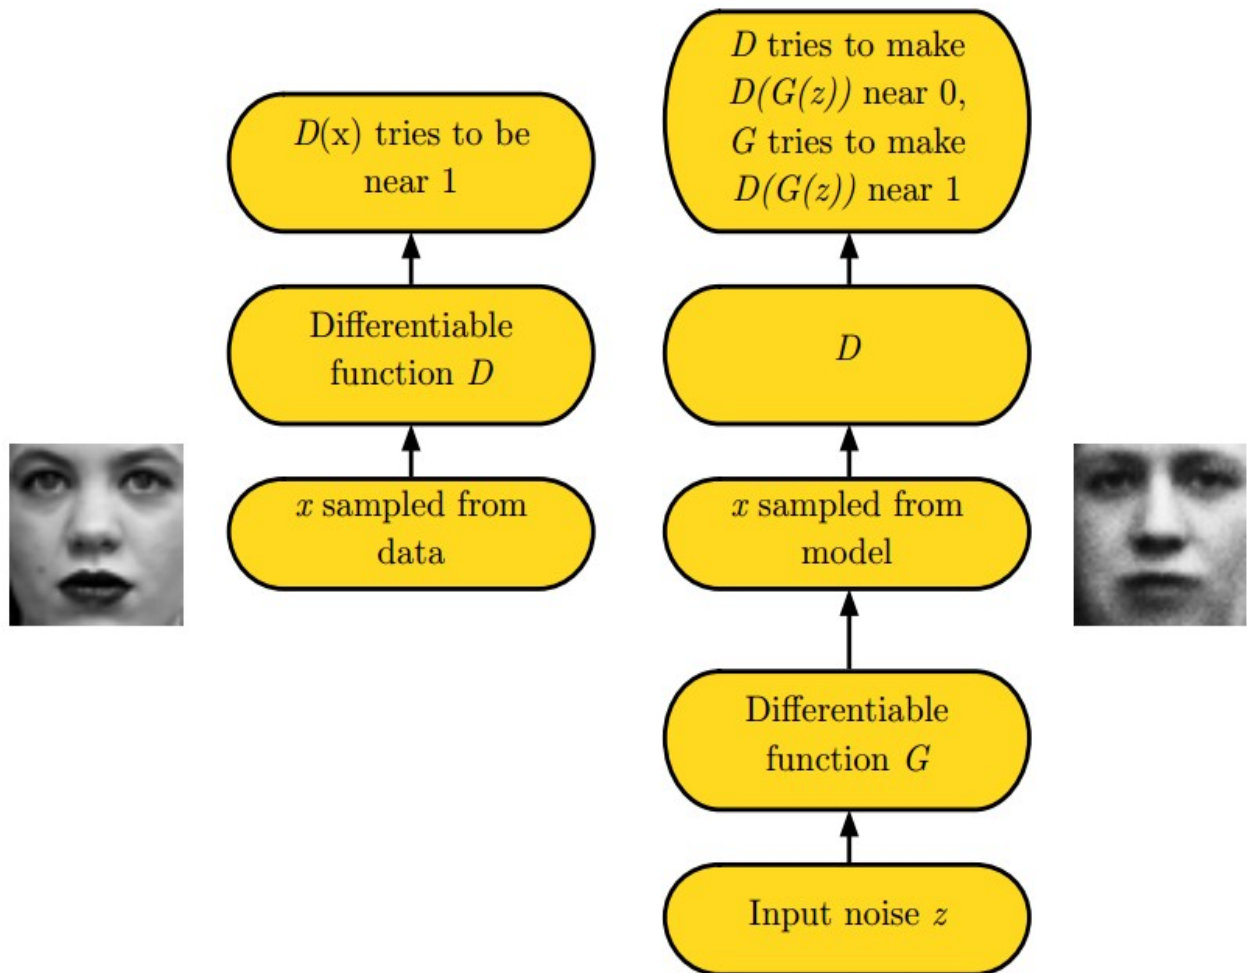 D(x) tries to be
near 1
Differentiable
function D
x sampled from
data
D tries to make
D(G(z)) near 0,
G tries to make
D(G(z)) near 1
D
x sampled from
model
Differentiable
function G
Input noise z